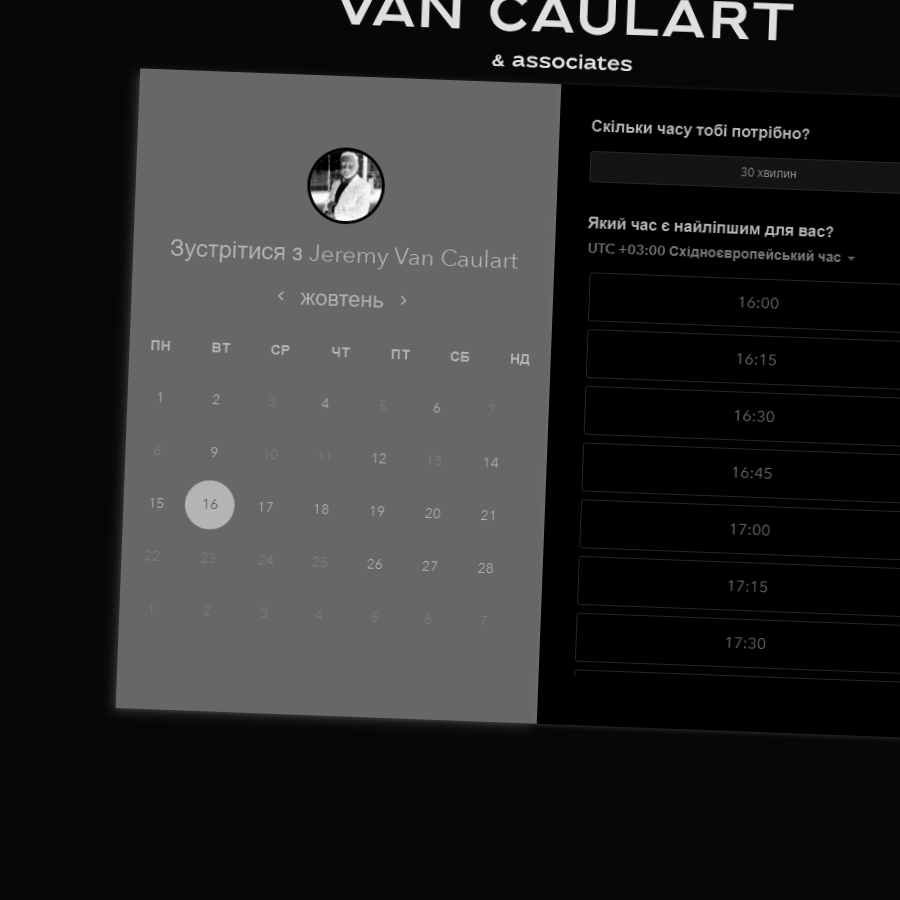 VAN CAULART
& associates
Зустрітися з Jeremy Van Caulart
жовтень
ПН ВТ СР ЧТ ПТ СБ НД
1 2 3 4 5 6 7
8 9 10 11 12 13 14
15 16 17 18 19 20 21
22 23 24 25 26 27 28
1 2 3 4 5 6 7
Скільки часу тобі потрібно?
30 хвилин
Який час є найліпшим для вас?
UTC +03:00 Східноєвропейський час
16:00
16:15
16:30
16:45
17:00
17:15
17:30